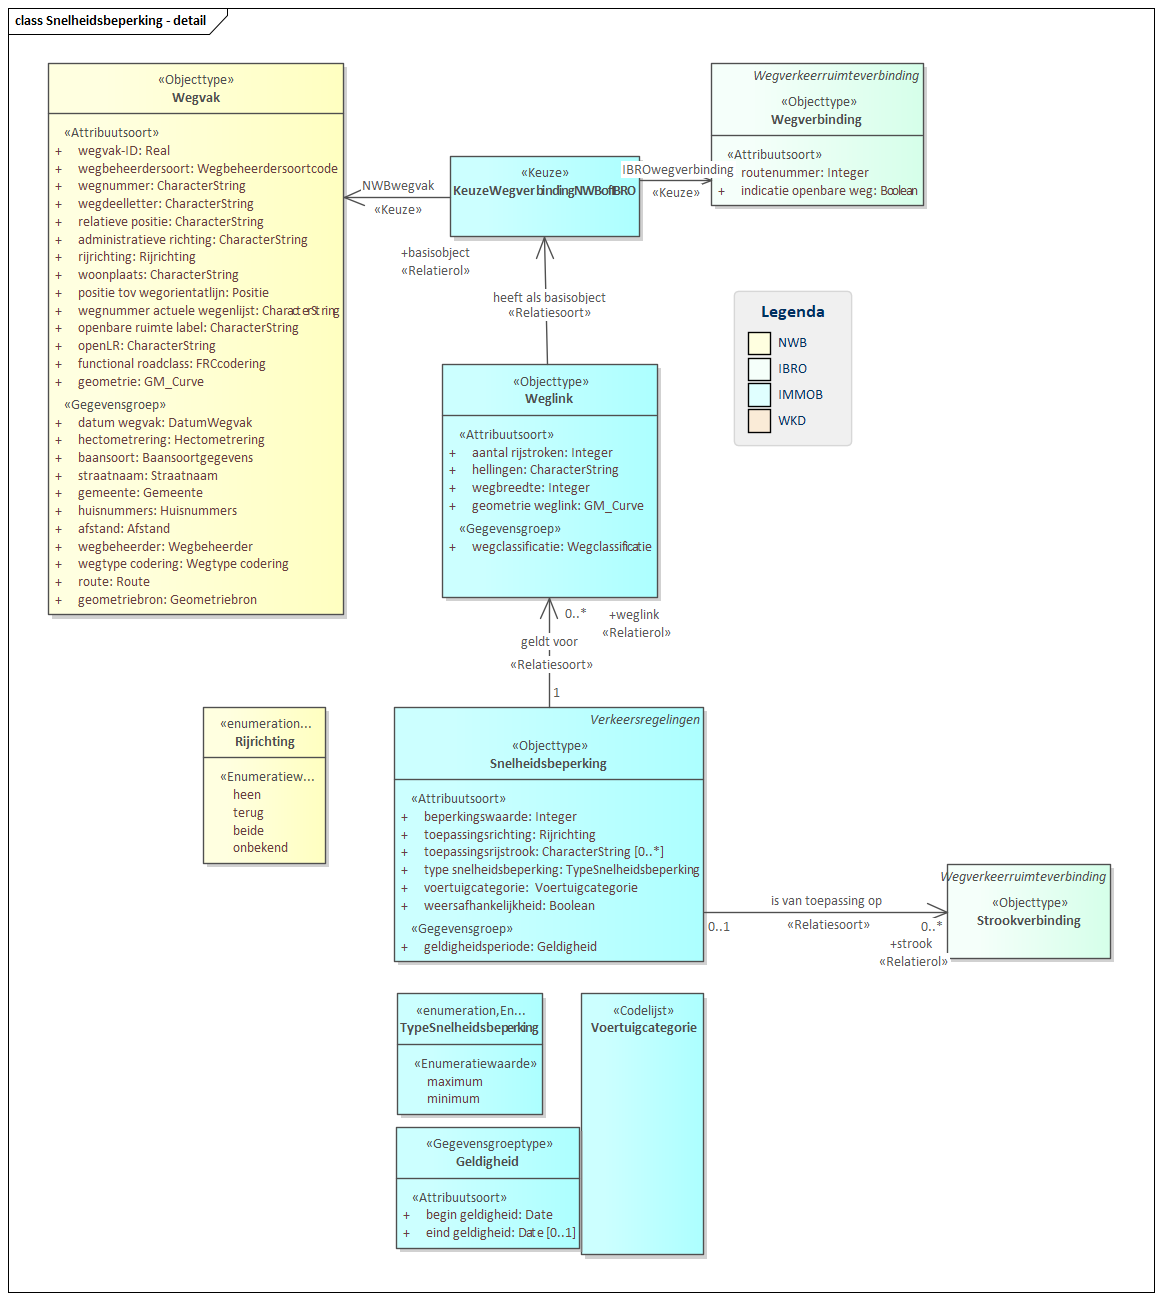 class Snelheidsbeperking - detail
«Objecttype»
Wegvak
«Attribuutsoort»
+ wegvak-ID: Real
+ wegbeheerdersoort: Wegbeheerdersoortcode
+ wegnummer: CharacterString
+ wegdeelletter: CharacterString
+ relatieve positie: CharacterString
+ administratieve richting: CharacterString
+ rijrichting: Rijrichting
+ woonplaats: CharacterString
+ positie tov wegorientatlijn: Positie
+ wegnummer actuele wegenlijst: CharacterString
+ openbare ruimte label: CharacterString
+ openLR: CharacterString
+ functional roadclass: FRCcodering
+ geometrie: GM_Curve
«Gegevensgroep»
+ datum wegvak: DatumWegvak
+ hectometrering: Hectometrering
+ baansoort: Baansoortgegevens
+ straatnaam: Straatnaam
+ gemeente: Gemeente
+ huisnummers: Huisnummers
+ afstand: Afstand
+ wegbeheerder: Wegbeheerder
+ wegtype codering: Wegtype codering
+ route: Route
+ geometriebron: Geometriebron
NWBwegvak
«Keuze»
«Keuze»
KeuzeWegverbindingNWBofIBRO
IBROwegverbinding
«Keuze»
Wegverkeerruimteverbinding
«Objecttype»
Wegverbinding
«Attribuutsoort»
+ routenummer: Integer
+ indicatie openbare weg: Boolean
+basisobject
«Relatierol»
heeft als basisobject
«Relatiesoort»
Legenda
NWB
IBRO
IMMOB
WKD
«Objecttype»
Weglink
«Attribuutsoort»
+ aantal rijstroken: Integer
+ hellingen: CharacterString
+ wegbreedte: Integer
+ geometrie weglink: GM_Curve
«Gegevensgroep»
+ wegclassificatie: Wegclassificatie
0..*
+weglink
«Relatierol»
geldt voor
«Relatiesoort»
1
«enumeration...
Rijrichting
«Enumeratiew...
heen
terug
beide
onbekend
Verkeersregelingen
«Objecttype»
Snelheidsbeperking
«Attribuutsoort»
+ beperkingswaarde: Integer
+ toepassingsrichting: Rijrichting
+ toepassingsrijstrook: CharacterString [0..*]
+ type snelheidsbeperking: TypeSnelheidsbeperking
+ voertuigcategorie: Voertuigcategorie
+ weersafhankelijkheid: Boolean
«Gegevensgroep»
+ geldigheidsperiode: Geldigheid
is van toepassing op
«Relatiesoort»
0..1
0..*
+strook
«Relatierol»
Wegverkeerruimteverbinding
«Objecttype»
Strookverbinding
«enumeration,En...
TypeSnelheidsbeperking
«Enumeratiewaarde»
maximum
minimum
«Codelijst»
Voertuigcategorie
«Gegevensgroeptype»
Geldigheid
«Attribuutsoort»
+ begin geldigheid: Date
+ eind geldigheid: Date [0..1]